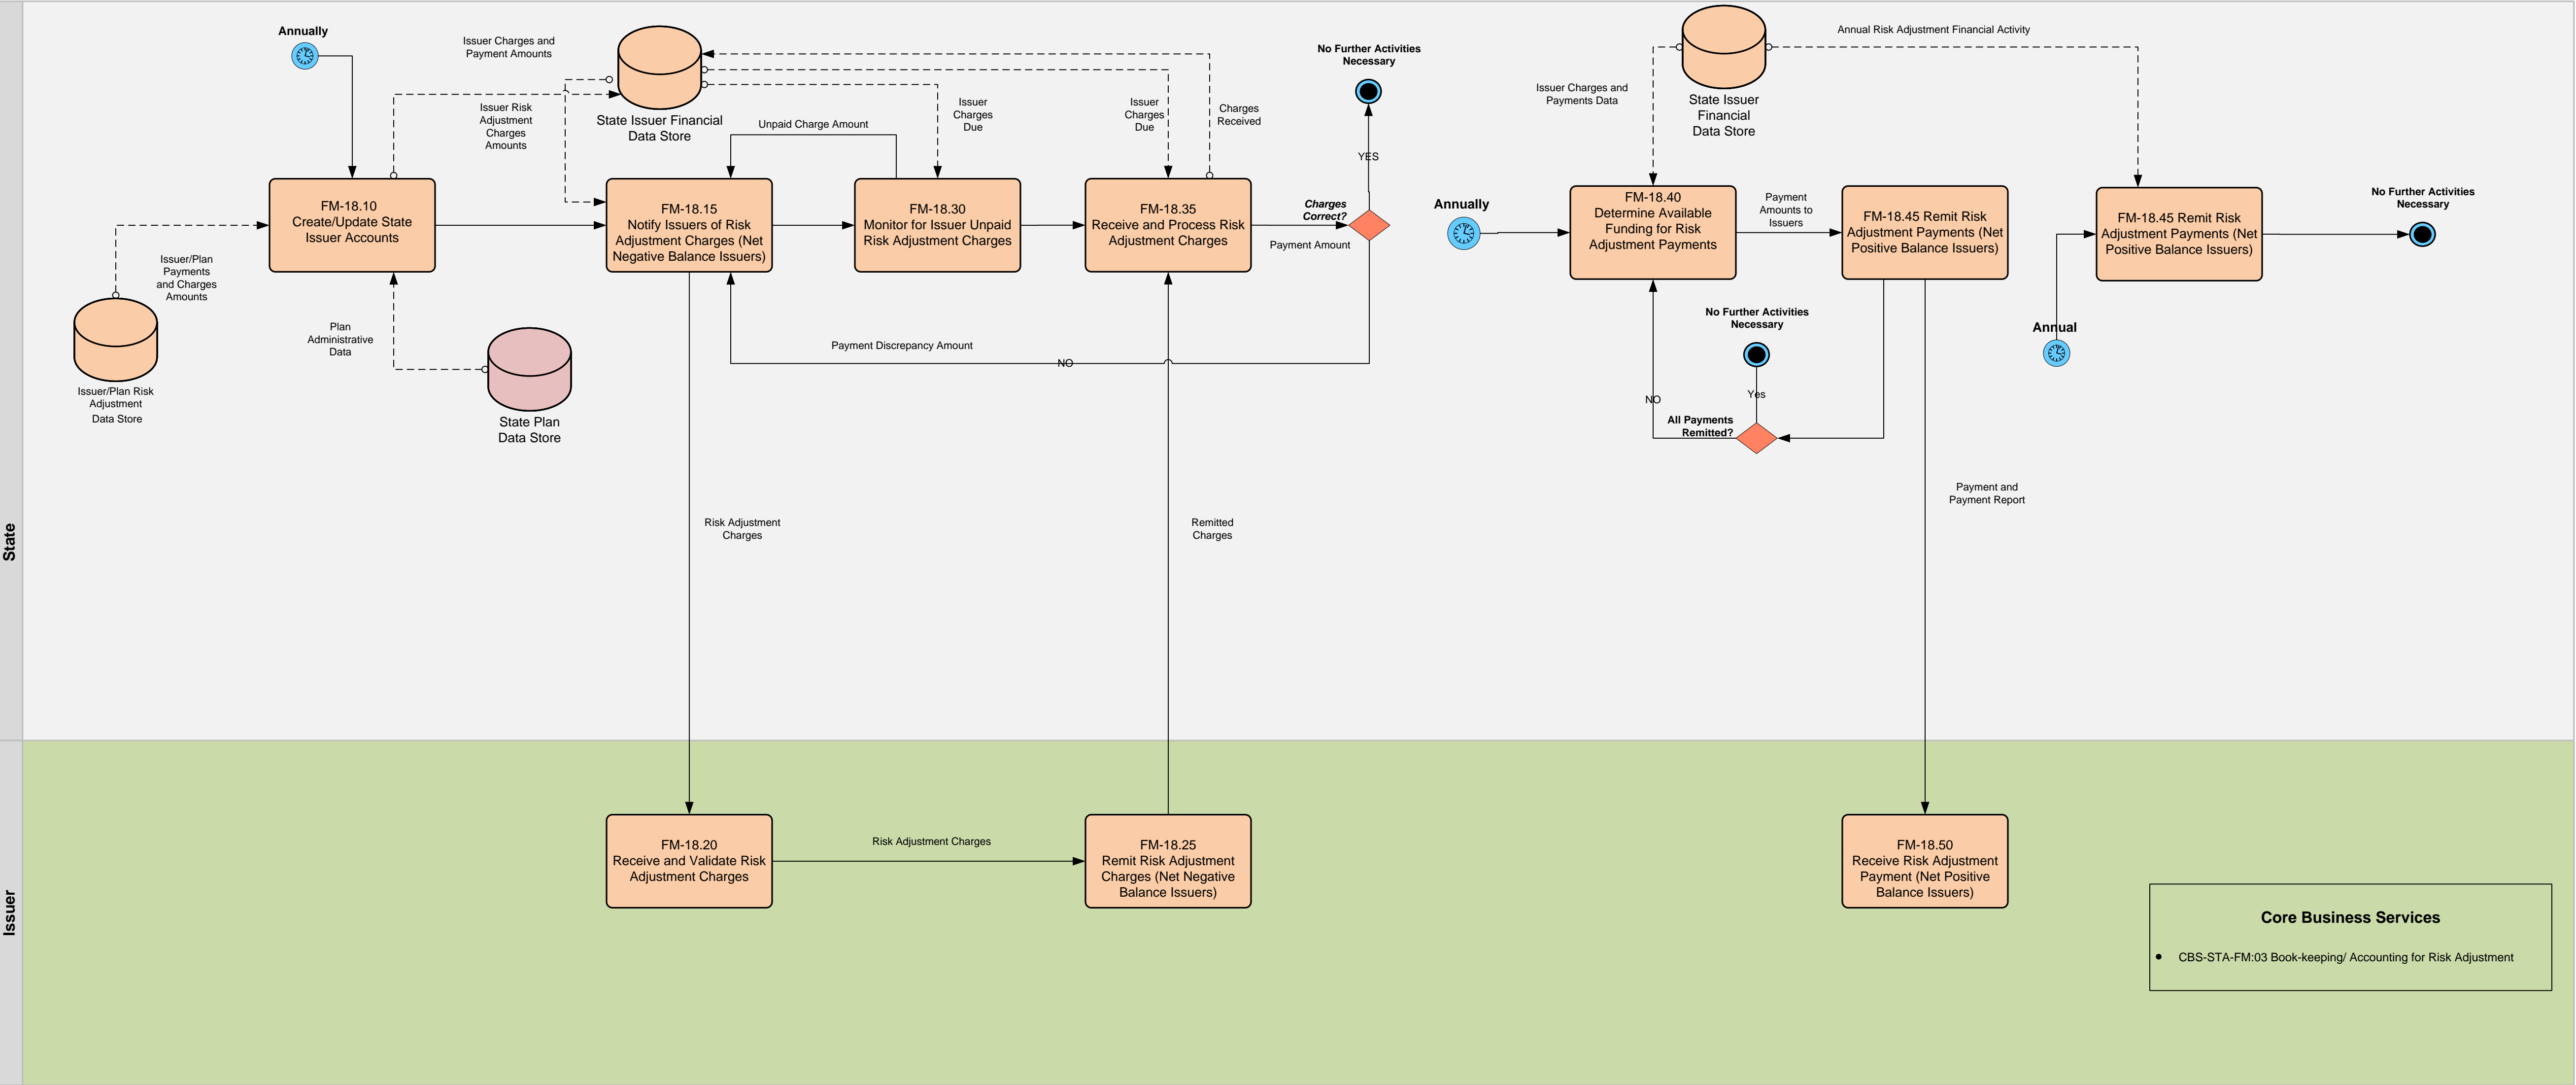 State
Issuer
Annually
Issuer Charges and
Payment Amounts
Issuer Risk
Adjustment
Charges
Amounts
State Issuer Financial
Data Store
Unpaid Charge Amount
Issuer
Charges
Due
Issuer
Charges
Due
Charges
Received
No Further Activities
Necessary
YES
FM-18.10
Create/Update State
Issuer Accounts
FM-18.15
Notify Issuers of Risk
Adjustment Charges (Net
Negative Balance Issuers)
FM-18.30
Monitor for Issuer Unpaid
Risk Adjustment Charges
FM-18.35
Receive and Process Risk
Adjustment Charges
Charges
Correct?
Payment Amount
Issuer/Plan
Payments
and Charges
Amounts
Plan
Administrative
Data
Issuer/Plan Risk
Adjustment
Data Store
State Plan
Data Store
Payment Discrepancy Amount
NO
Risk Adjustment
Charges
Remitted
Charges
Annual Risk Adjustment Financial Activity
Issuer Charges and
Payments Data
State Issuer
Financial
Data Store
Annually
FM-18.40
Determine Available
Funding for Risk
Adjustment Payments
Payment
Amounts to
Issuers
FM-18.45 Remit Risk
Adjustment Payments (Net
Positive Balance Issuers)
FM-18.45 Remit Risk
Adjustment Payments (Net
Positive Balance Issuers)
No Further Activities
Necessary
Annual
No Further Activities
Necessary
Yes
NO
All Payments
Remitted?
Payment and
Payment Report
FM-18.20
Receive and Validate Risk
Adjustment Charges
Risk Adjustment Charges
FM-18.25
Remit Risk Adjustment
Charges (Net Negative
Balance Issuers)
FM-18.50
Receive Risk Adjustment
Payment (Net Positive
Balance Issuers)
Core Business Services
• CBS-STA-FM:03 Book-keeping/ Accounting for Risk Adjustment